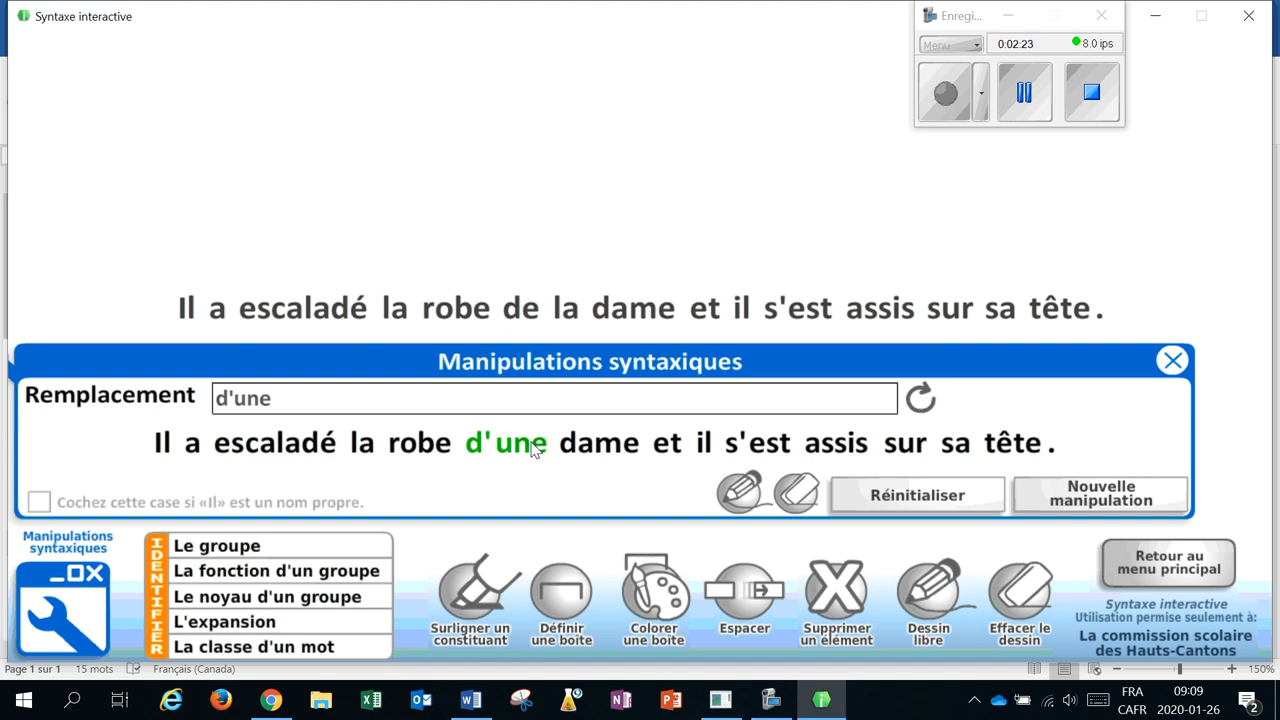 Syntaxe interactive
Enregi...
Menu
0:02:23
8.0 ips
Il a escaladé la robe de la dame et il s'est assis sur sa tête.
Manipulations syntaxiques
Remplacement
d'une
Il a escaladé la robe d'une dame et il s'est assis sur sa tête.
Cochez cette case si «Il» est un nom propre.
Réinitialiser
Nouvelle
manipulation
Manipulations
syntaxiques
IDENTIFIER
Le groupe
La fonction d'un groupe
Le noyau d'un groupe
L'expansion
La classe d'un mot
Surligner un
constituant
Définir
une boîte
Colorer
une boîte
Espacer
Supprimer
un élément
Dessin
libre
Effacer le
dessin
Retour au
menu principal
Syntaxe interactive
Utilisation permise seulement à:
La commission scolaire
des Hauts-Cantons
Page 1 sur 1
15 mots
Français (Canada)
150%
FRA
CAFR
09:09
2020-01-26
2